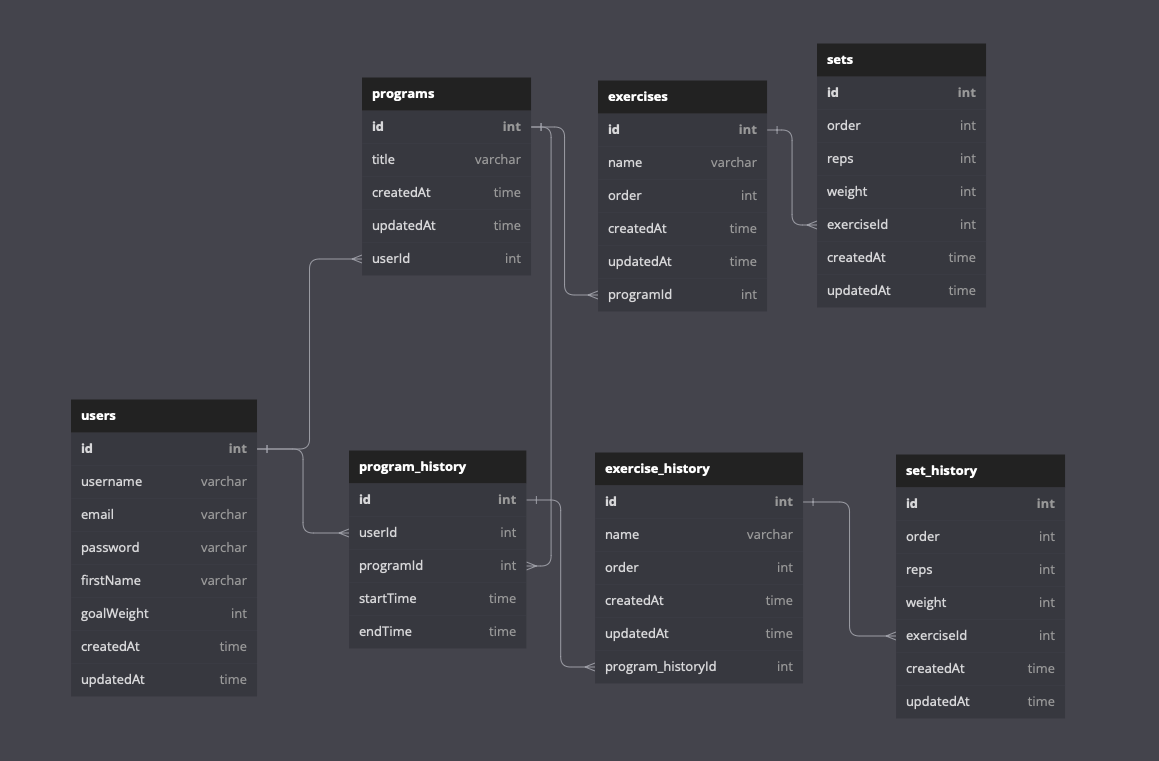 programs
id int
title varchar
createdAt time
updatedAt time
userId int
exercises
id int
name varchar
order int
createdAt time
updatedAt time
programId int
sets
id int
order int
reps int
weight int
exerciseId int
createdAt time
updatedAt time
users
id int
username varchar
email varchar
password varchar
firstName varchar
goalWeight int
createdAt time
updatedAt time
program_history
id int
userId int
programId int
startTime time
endTime time
exercise_history
id int
name varchar
order int
createdAt time
updatedAt time
program_historyId int
set_history
id int
order int
reps int
weight int
exerciseId int
createdAt time
updatedAt time